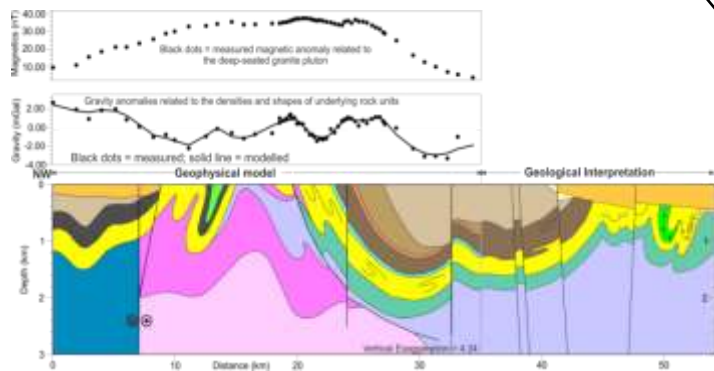 40.00
30.00
20.00
10.00
Magnetics (nT)
Black dots = measured magnetic anomaly related to
the deep-seated granite pluton
2.00
0.00
-2.00
-4.00
Gravity (mGal)
Gravity anomalies related to the densities and shapes of underlying rock units
Black dots = measured; solid line = modelled
NW
Geophysical model
Geological Interpretation
0
1
2
3
Depth (km)
1
2
0
10
Distance (km)
20
30
40
50
Vertical Exaggeration = 4.34